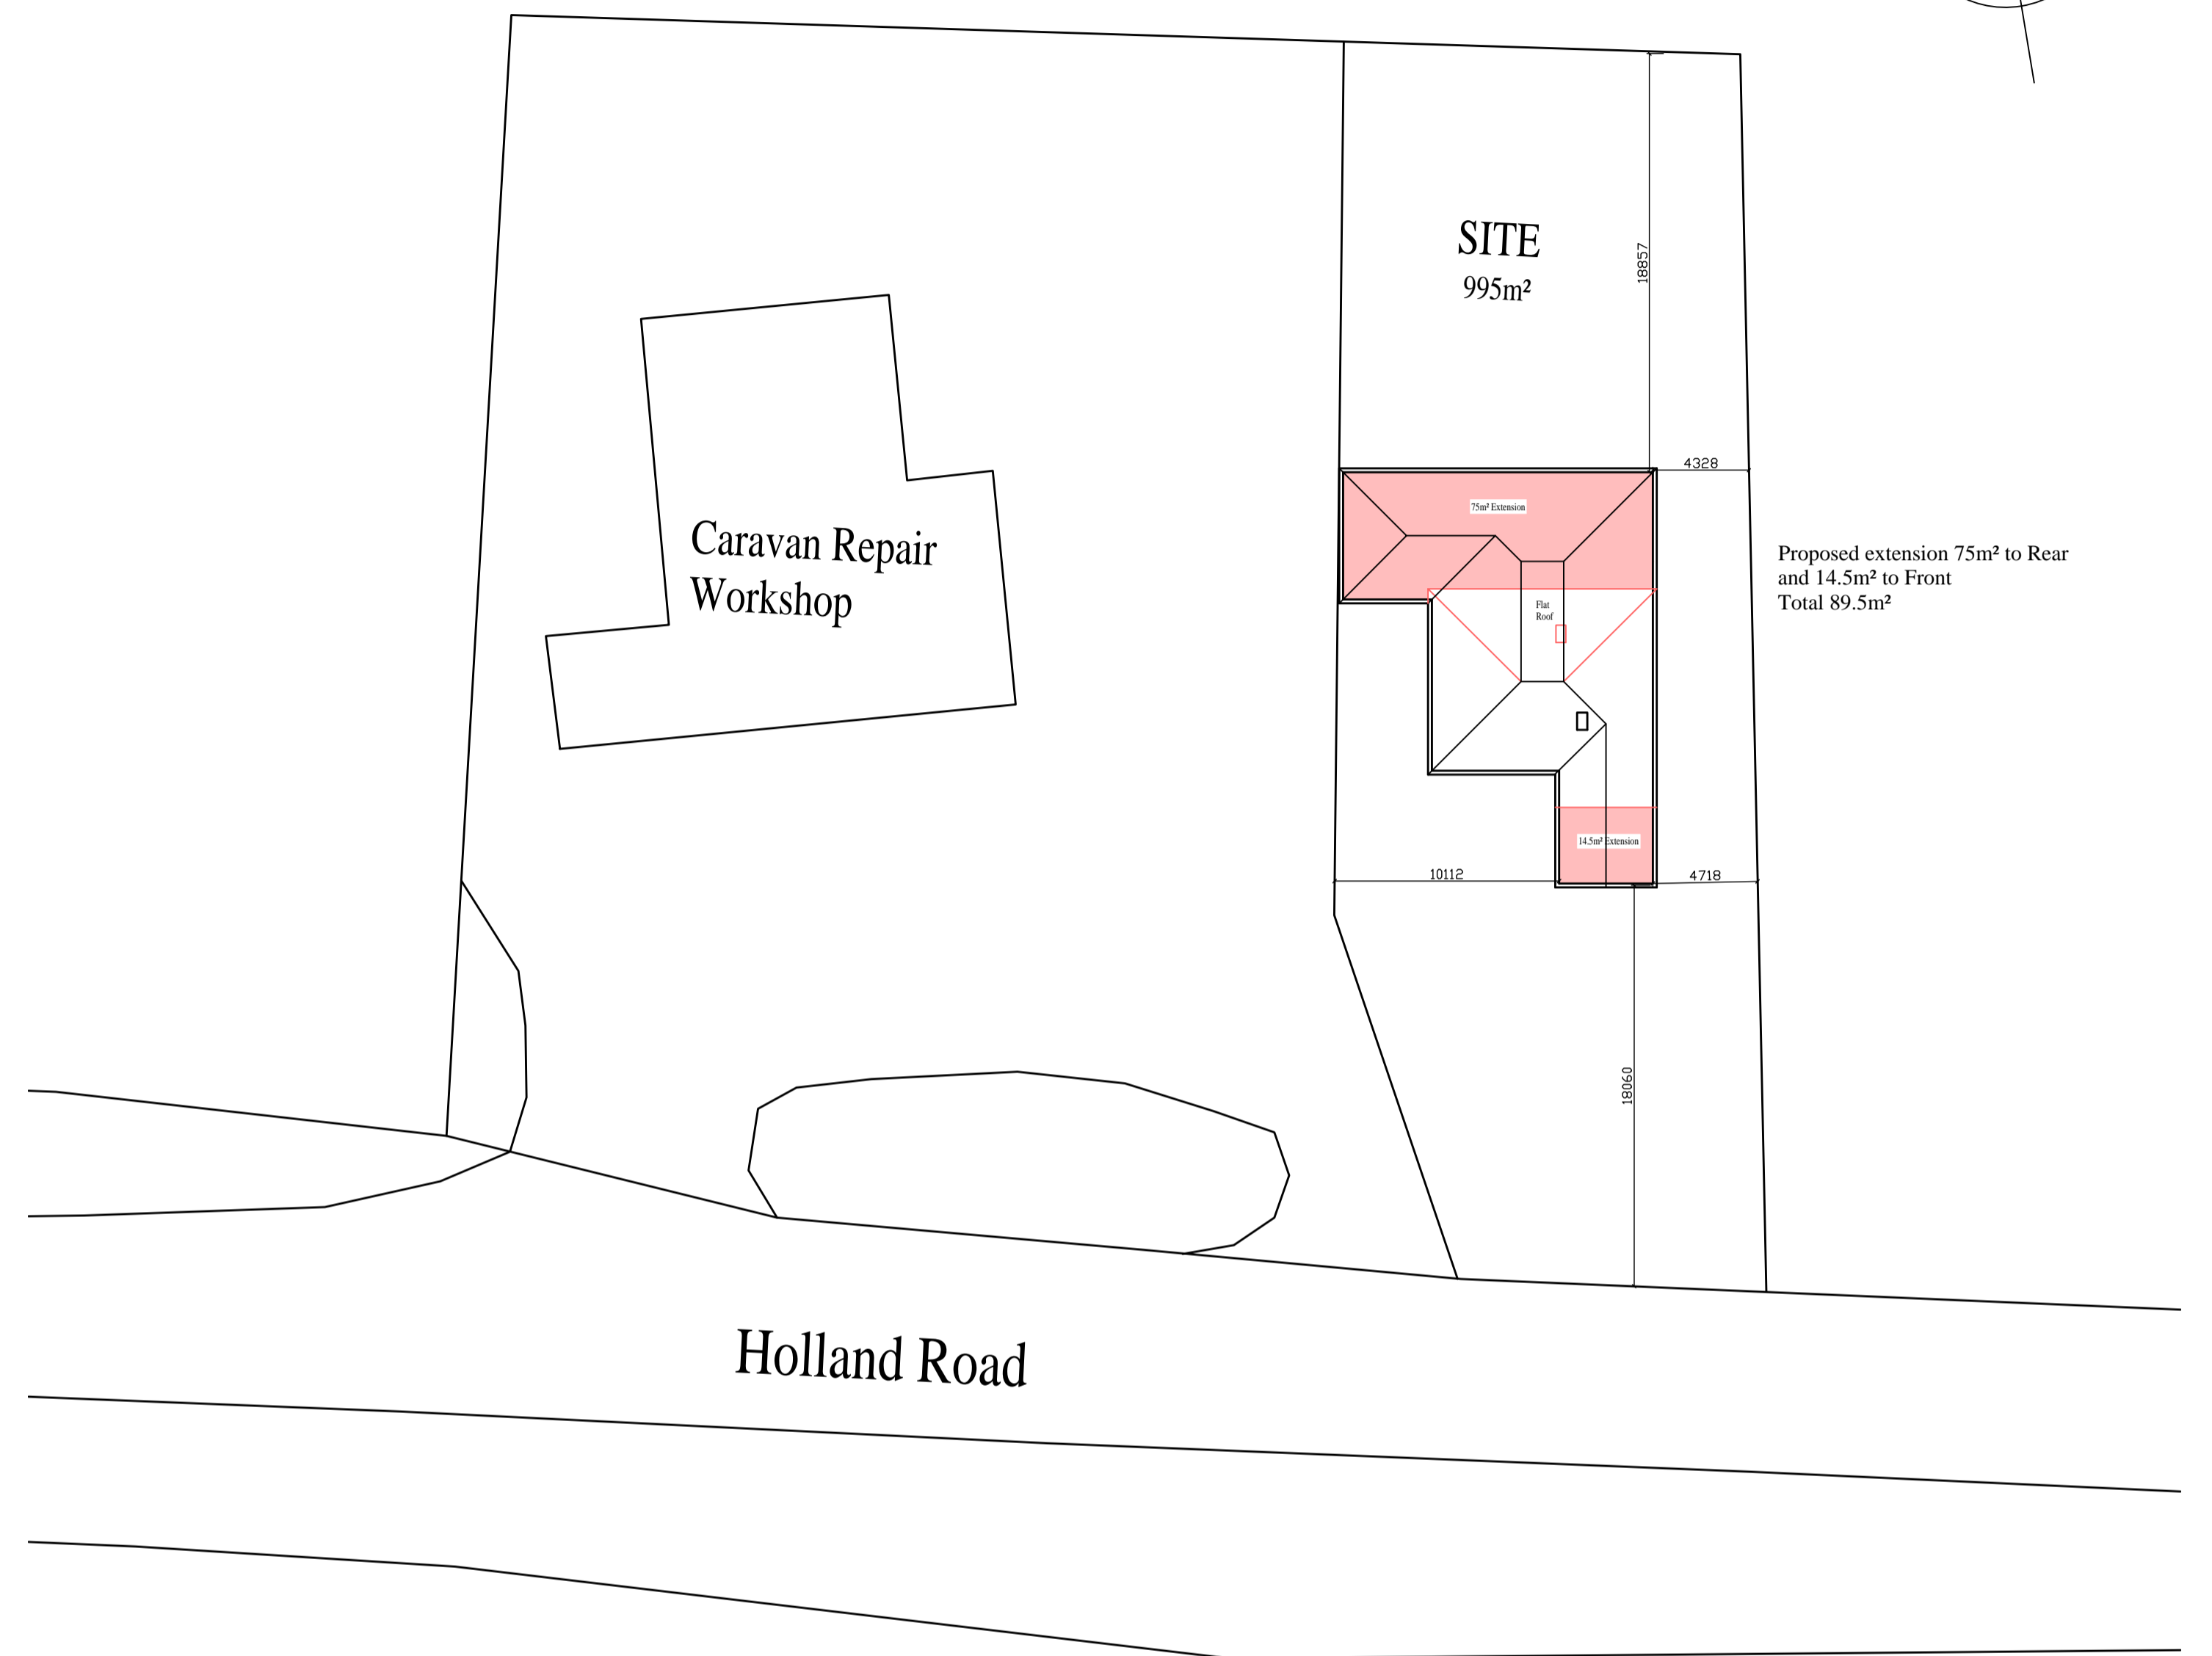 SITE
995m²
18857
4328
75m² Extension
Caravan Repair
Workshop
Proposed extension 75m² to Rear
and 14.5m² to Front
Total 89.5m²
Flat
Roof
14.5m² Extension
10112
4718
18060
Holland Road